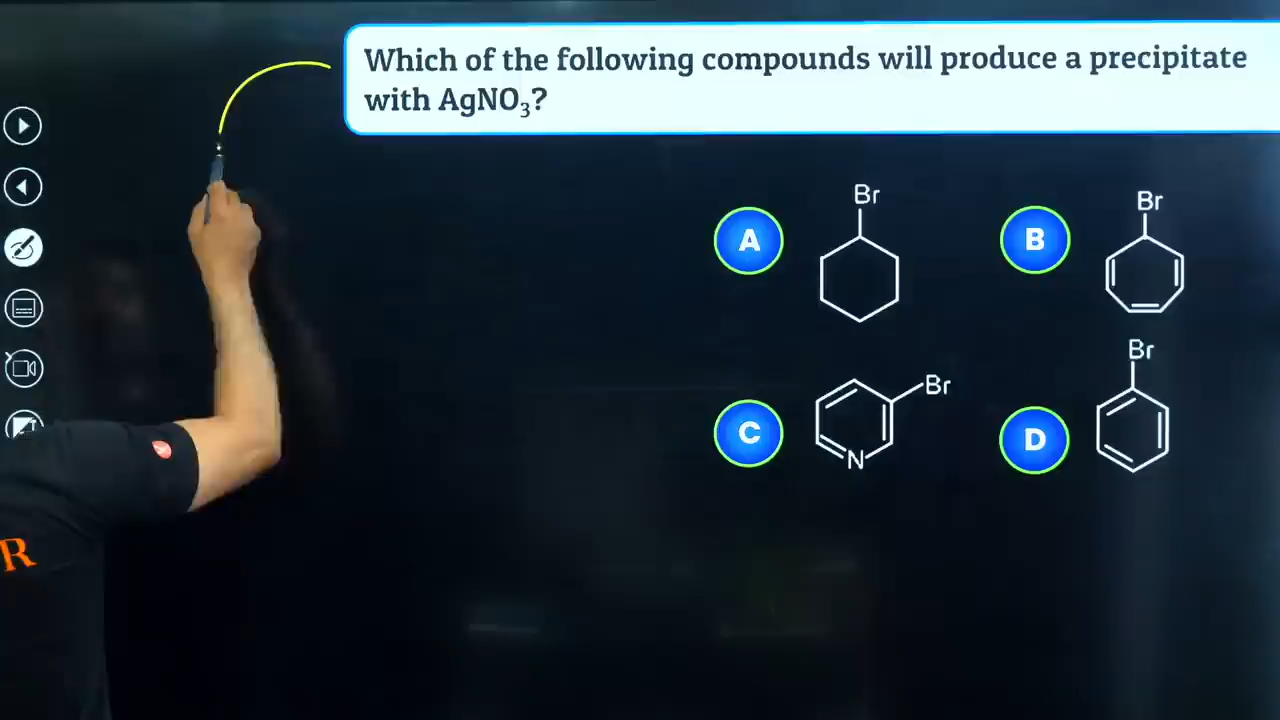 Which of the following compounds will produce a precipitate
with AgNO₃?
A
Br
B
Br
C
Br
N
D
Br
R